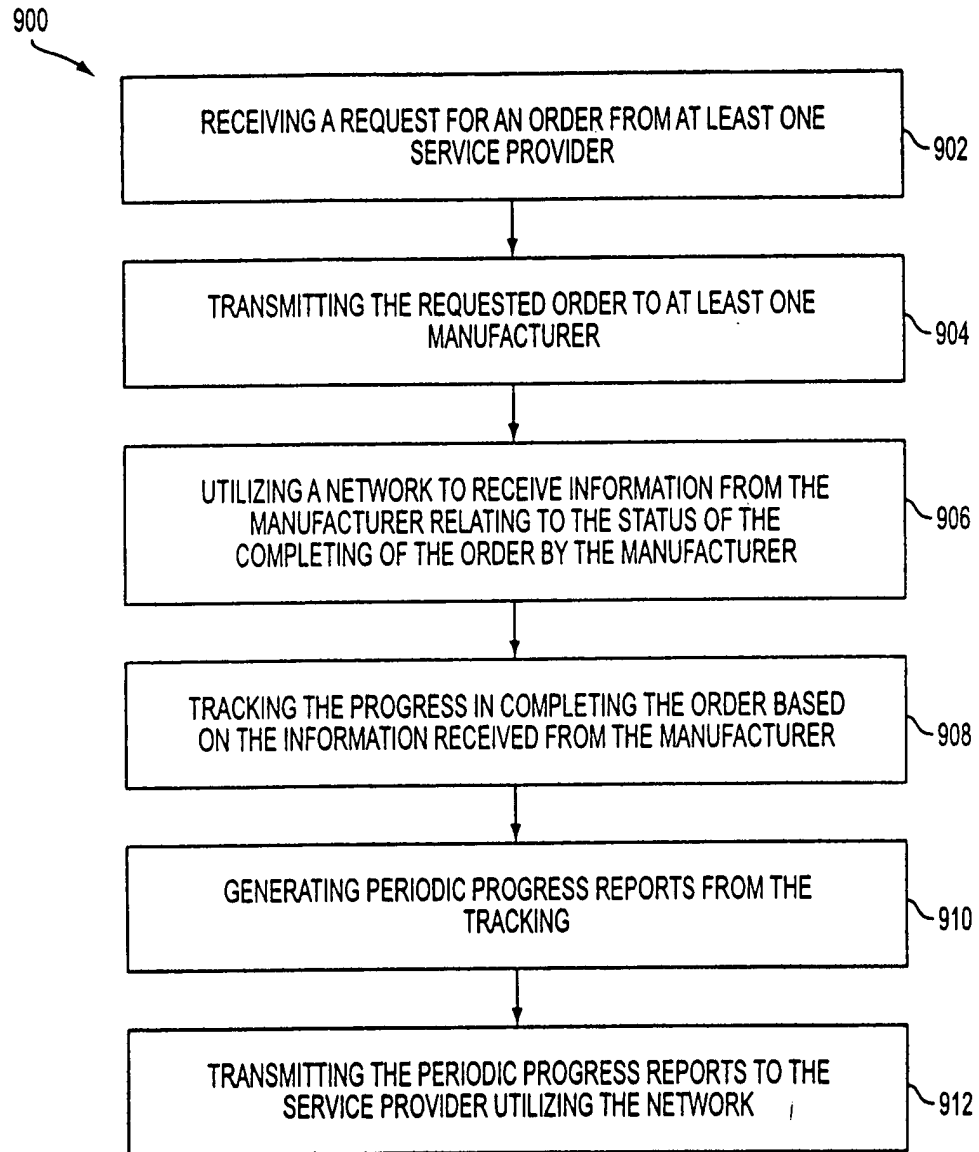 900
RECEIVING A REQUEST FOR AN ORDER FROM AT LEAST ONE
SERVICE PROVIDER
902
TRANSMITTING THE REQUESTED ORDER TO AT LEAST ONE
MANUFACTURER
904
UTILIZING A NETWORK TO RECEIVE INFORMATION FROM THE
MANUFACTURER RELATING TO THE STATUS OF THE
COMPLETING OF THE ORDER BY THE MANUFACTURER
906
TRACKING THE PROGRESS IN COMPLETING THE ORDER BASED
ON THE INFORMATION RECEIVED FROM THE MANUFACTURER
908
GENERATING PERIODIC PROGRESS REPORTS FROM THE
TRACKING
910
TRANSMITTING THE PERIODIC PROGRESS REPORTS TO THE
SERVICE PROVIDER UTILIZING THE NETWORK
912